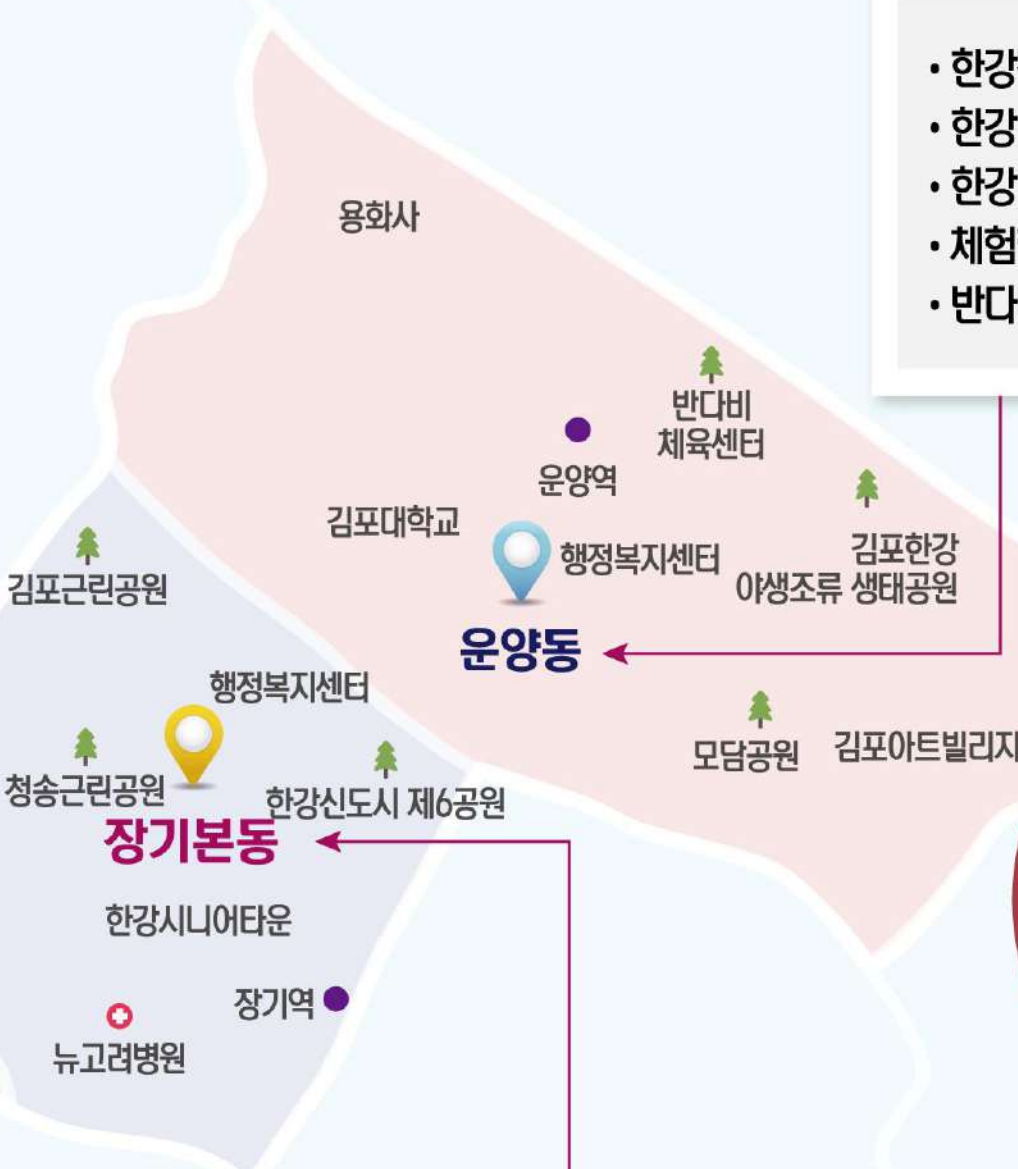 • 한강
• 한강
• 한강
• 체험
• 반다
용화사
반다비
체육센터
운양역
김포대학교
행정복지센터
김포한강
야생조류 생태공원
운양동
김포근린공원
행정복지센터
모담공원
김포아트빌리지
청송근린공원
한강신도시 제6공원
장기본동
한강시니어타운
장기역
뉴고려병원